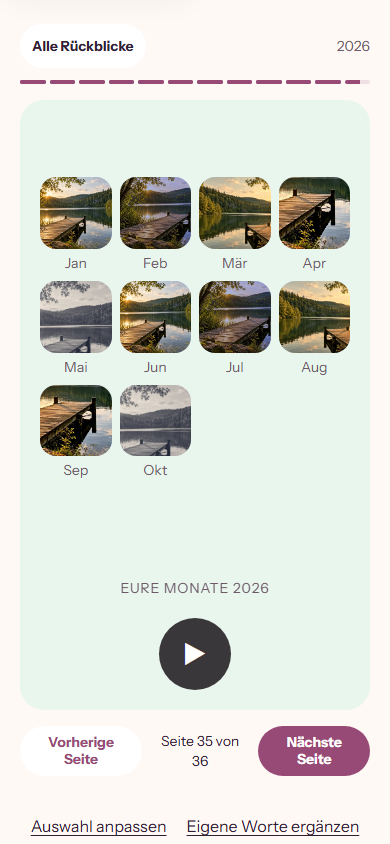 Alle Rückblicke
2026
Jan
Feb
Mär
Apr
Mai
Jun
Jul
Aug
Sep
Okt
EURE MONATE 2026
Vorherige
Seite
Seite 35 von
36
Nächste
Seite
Auswahl anpassen
Eigene Worte ergänzen